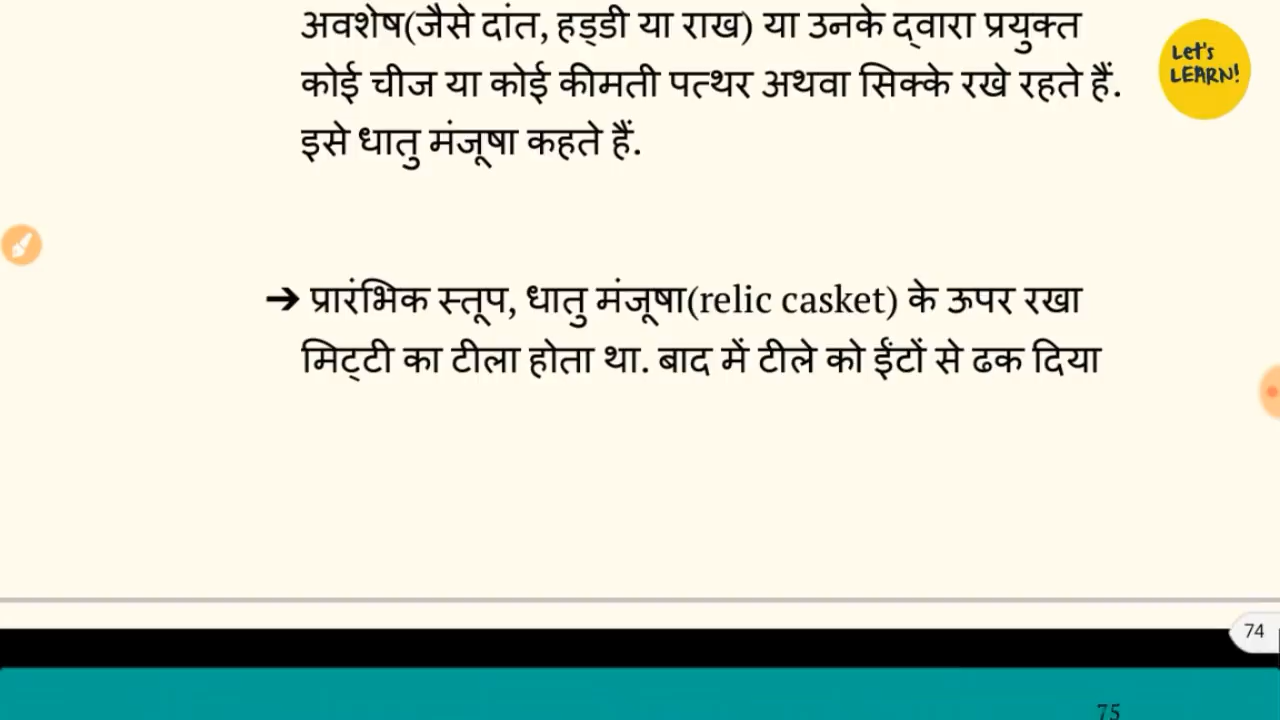 अवशेष(जैसे दांत, हड्डी या राख) या उनके द्वारा प्रयुक्त
कोई चीज या कोई कीमती पत्थर अथवा सिक्के रखे रहते हैं.
इसे धातु मंजूषा कहते हैं.
Let's
LEARN!
➔ प्रारंभिक स्तूप, धातु मंजूषा(relic casket) के ऊपर रखा
मिट्टी का टीला होता था. बाद में टीले को ईंटों से ढक दिया
74
75